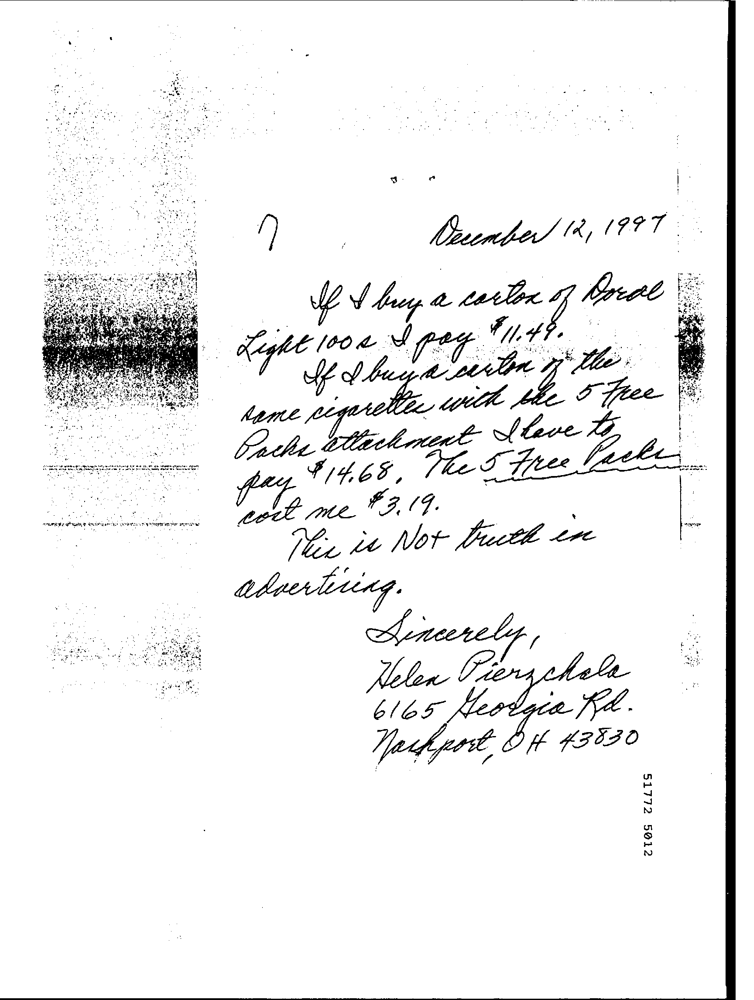 December 12, 1997
If I buy a carton of Doral
Light 100s I pay $11.49.
If I buy a carton of the
same cigarettes with the 5 Free
Packs attachment I have to
pay $14.68. The 5 Free Packs
cost me $3.19.
This is Not truth in
advertising.
Sincerely,
Helen Pierzchala
6165 Georgia Rd.
Nashport, OH 43830
51772 5012